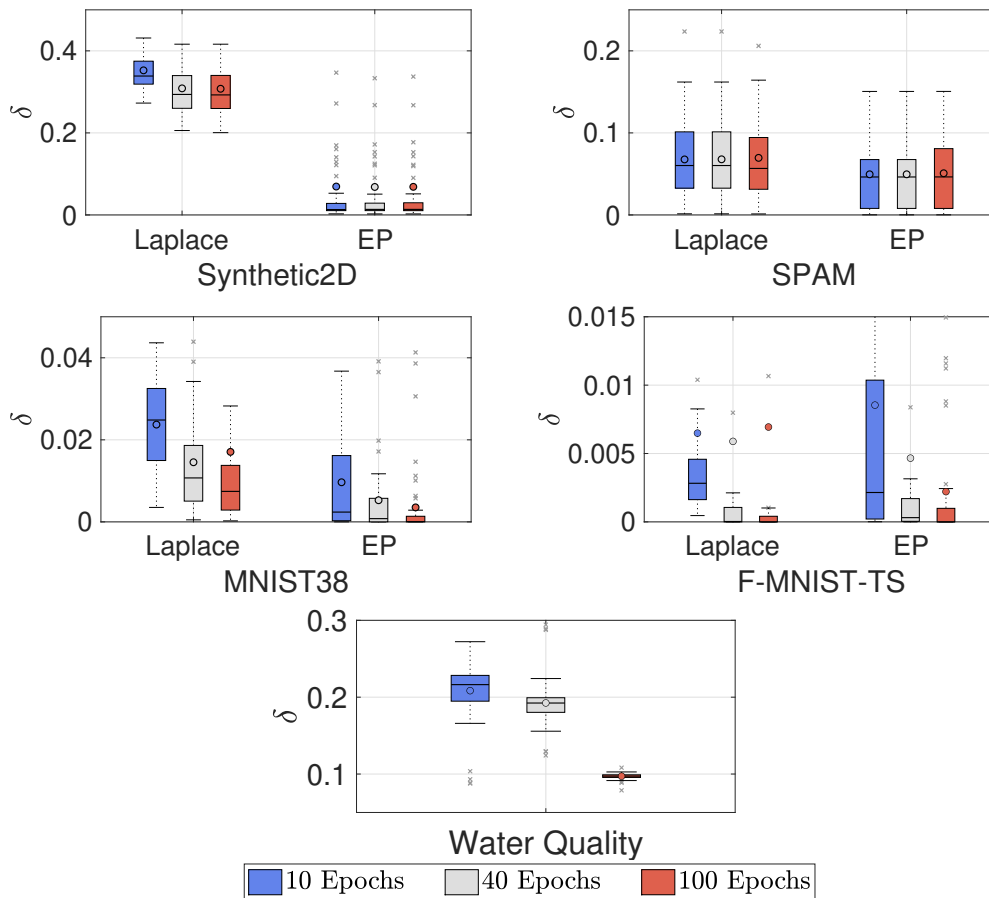 0.4
0.2
0
δ
Laplace
EP
Synthetic2D
0.2
0.1
0
δ
Laplace
EP
SPAM
0.04
0.02
0
δ
Laplace
EP
MNIST38
0.015
0.01
0.005
0
δ
Laplace
EP
F-MNIST-TS
0.3
0.2
0.1
δ
Water Quality
10 Epochs 40 Epochs 100 Epochs